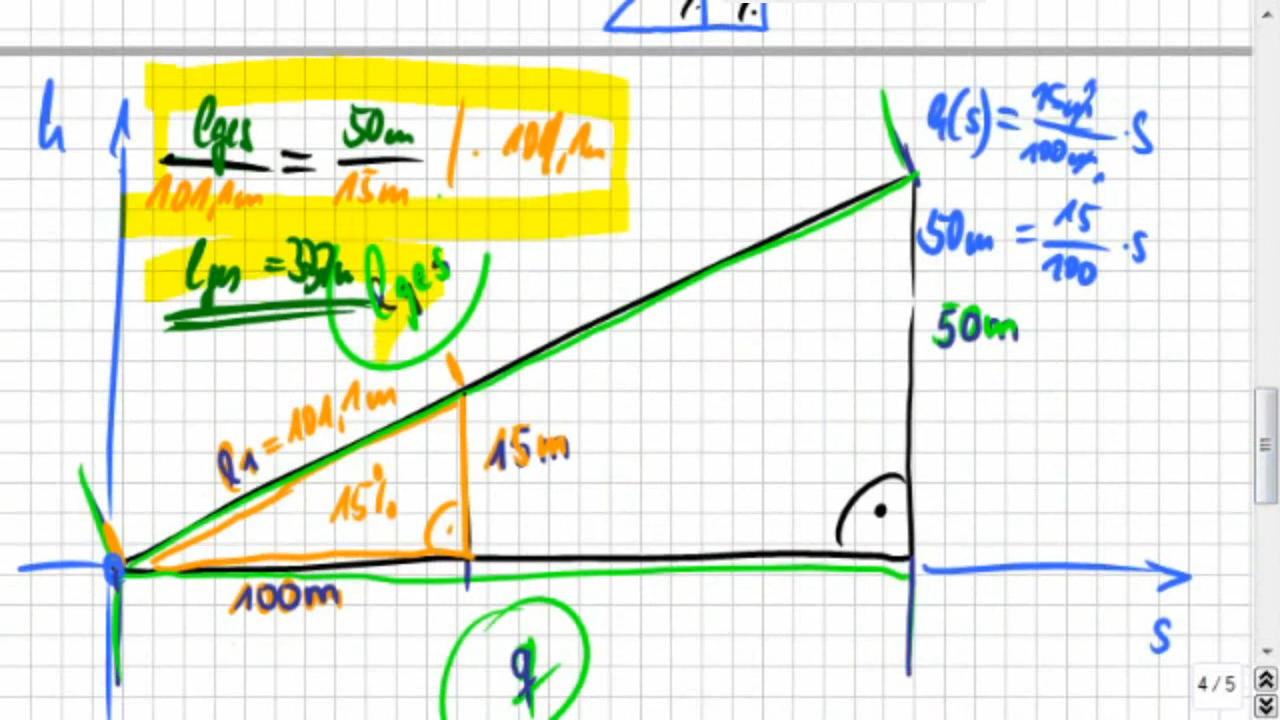 h
lges / 101,1m = 50m / 15m | · 101,1m
lges = 337m
lges
h(s) = 15m / 100m · s
50m = 15 / 100 · s
50m
l1 = 101,1m
15m
15%
100m
s
q
4 / 5